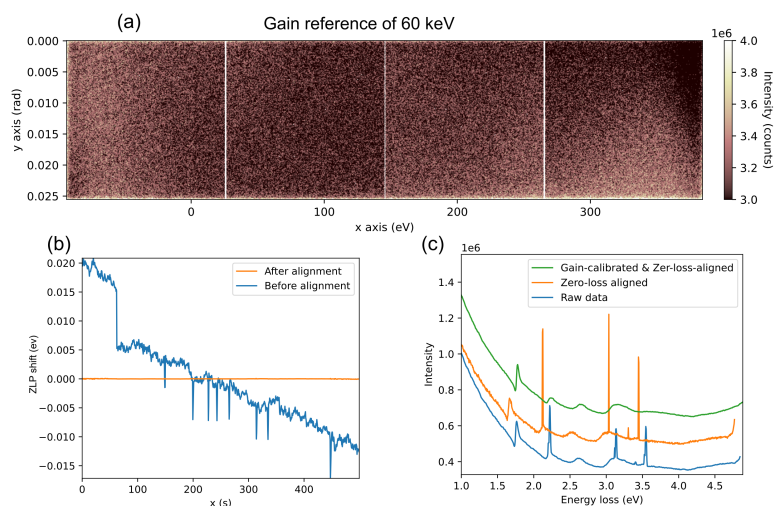 (a)
Gain reference of 60 keV
1e6
0.000
0.005
0.010
0.015
0.020
0.025
y axis (rad)
0
100
200
300
x axis (eV)
4.0
3.8
3.6
3.4
3.2
3.0
Intensity (counts)
(b)
0.020
0.015
0.010
0.005
0.000
−0.005
−0.010
−0.015
ZLP shift (ev)
After alignment
Before alignment
0
100
200
300
400
x (s)
(c)
1e6
1.4
1.2
1.0
0.8
0.6
0.4
Intensity
Gain-calibrated & Zer-loss-aligned
Zero-loss aligned
Raw data
1.0
1.5
2.0
2.5
3.0
3.5
4.0
4.5
Energy loss (eV)